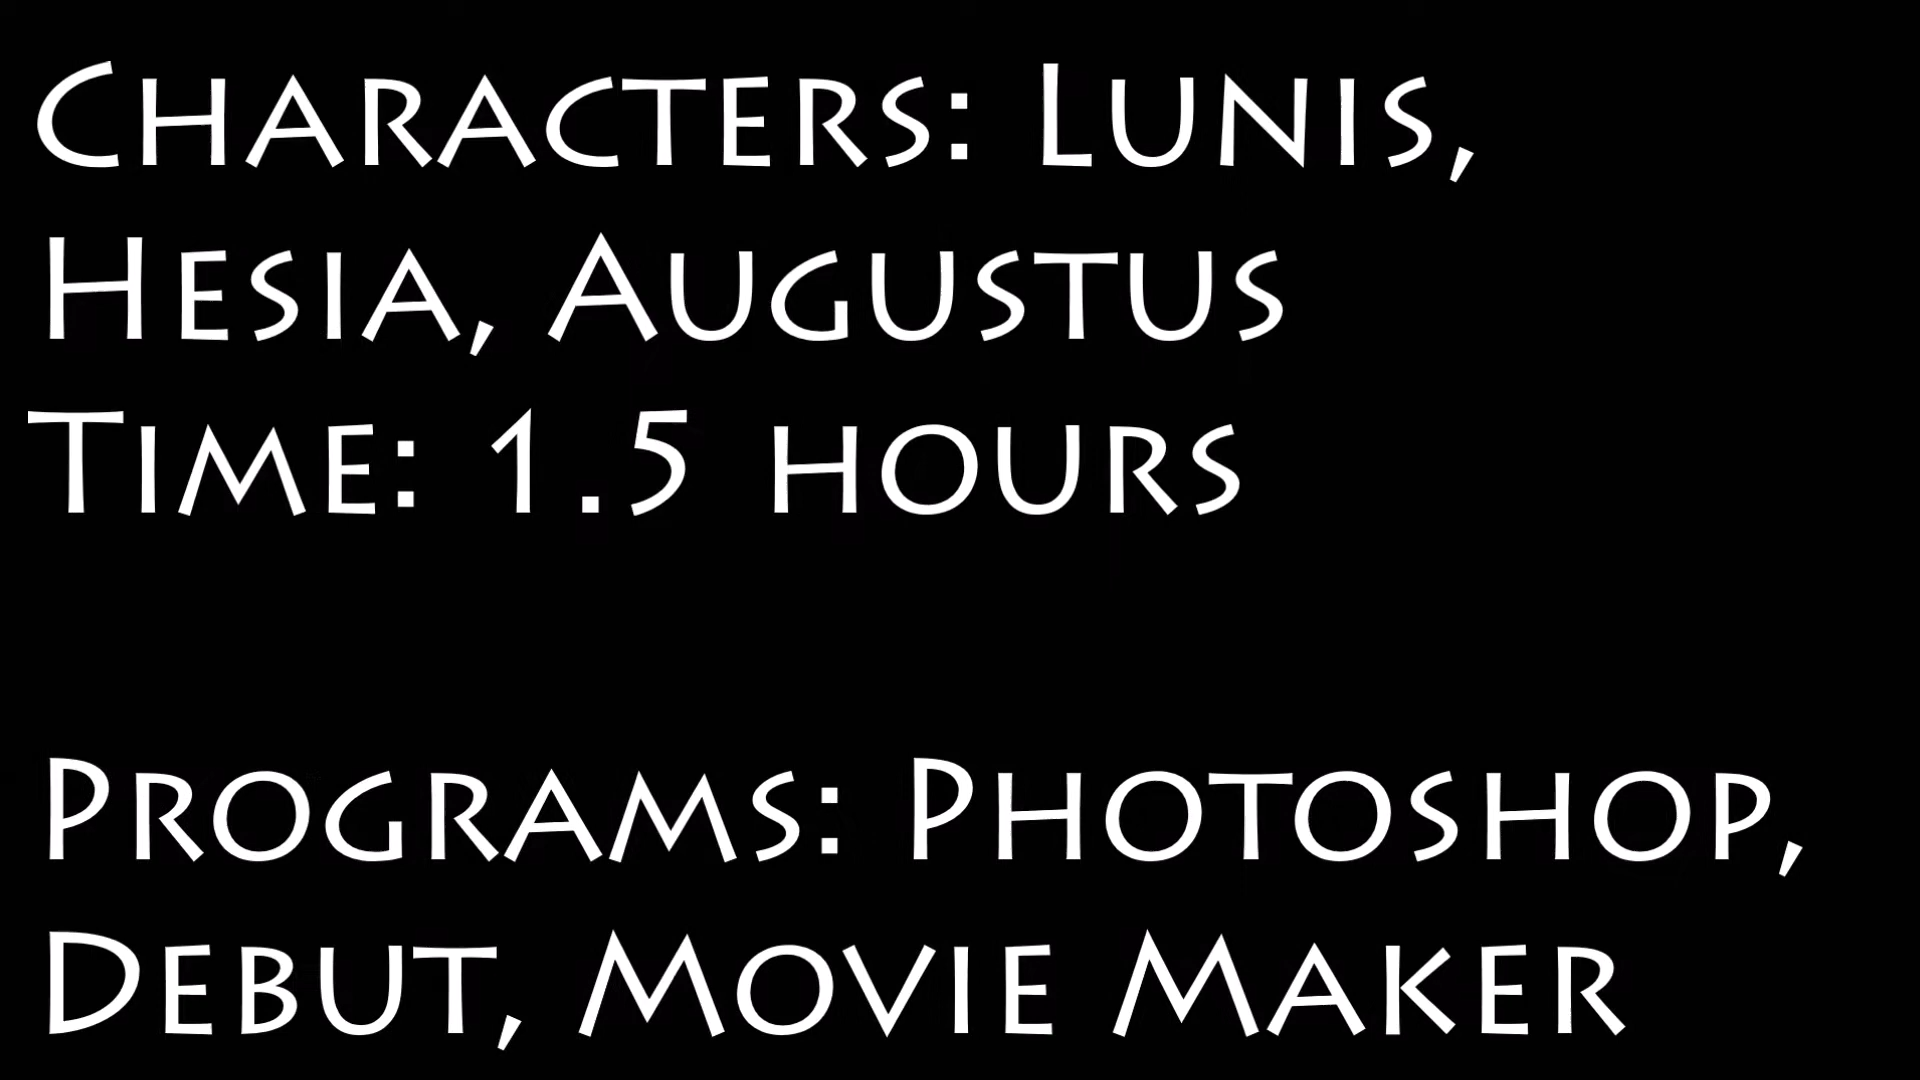 Characters: Lunis,
Hesia, Augustus
Time: 1.5 hours
Programs: Photoshop,
Debut, Movie Maker